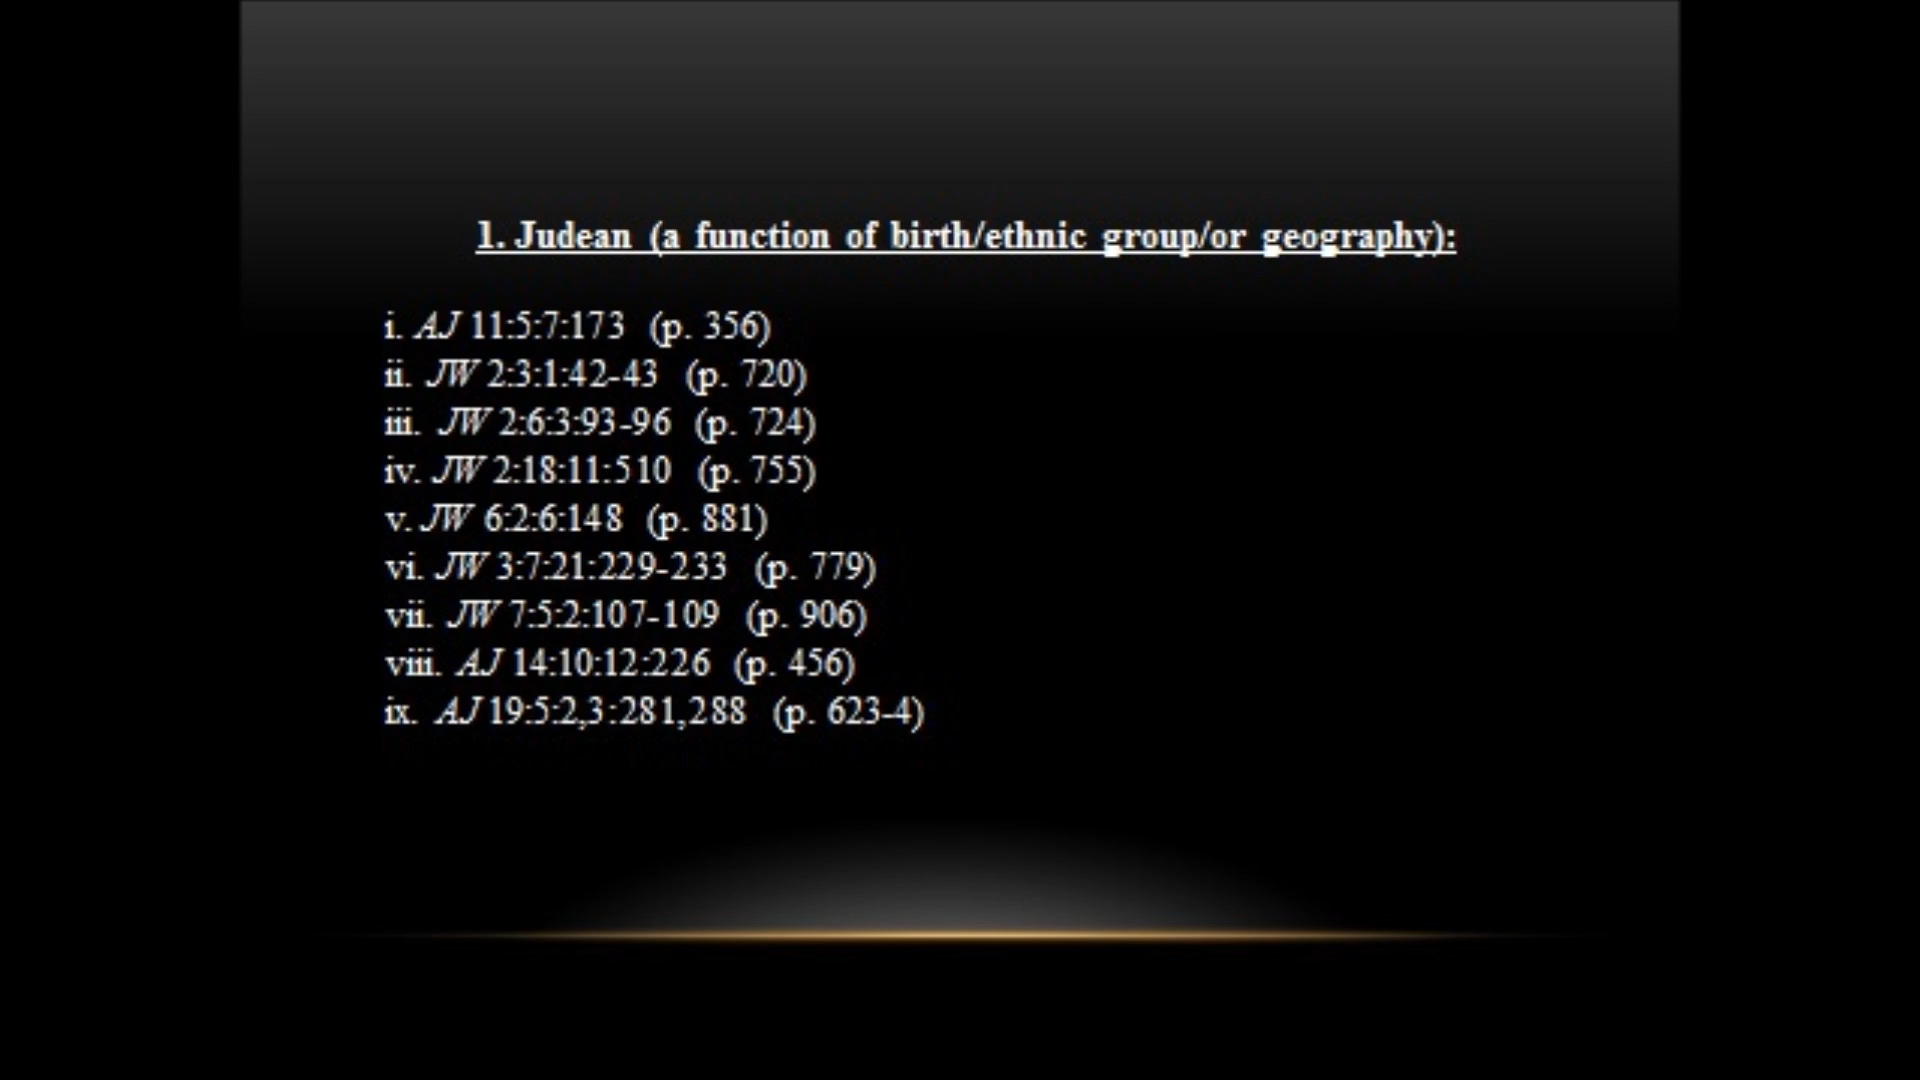 1. Judean (a function of birth/ethnic group/or geography):
i. AJ 11:5:7:173 (p. 356)
ii. JW 2:3:1:42-43 (p. 720)
iii. JW 2:6:3:93-96 (p. 724)
iv. JW 2:18:11:510 (p. 755)
v. JW 6:2:6:148 (p. 881)
vi. JW 3:7:21:229-233 (p. 779)
vii. JW 7:5:2:107-109 (p. 906)
viii. AJ 14:10:12:226 (p. 456)
ix. AJ 19:5:2,3:281,288 (p. 623-4)